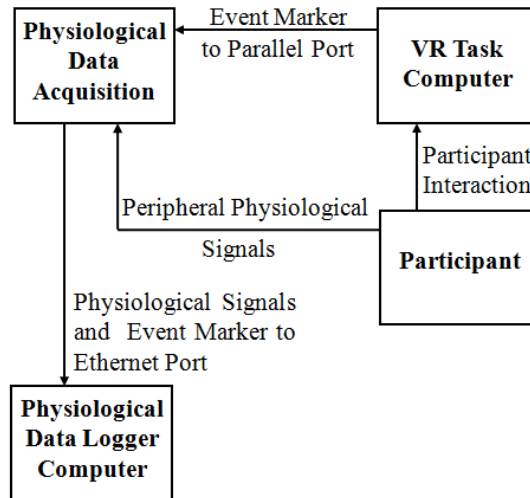 Physiological
Data
Acquisition
Event Marker
to Parallel Port
VR Task
Computer
Participant
Interaction
Peripheral Physiological
Signals
Participant
Physiological Signals
and Event Marker to
Ethernet Port
Physiological
Data Logger
Computer